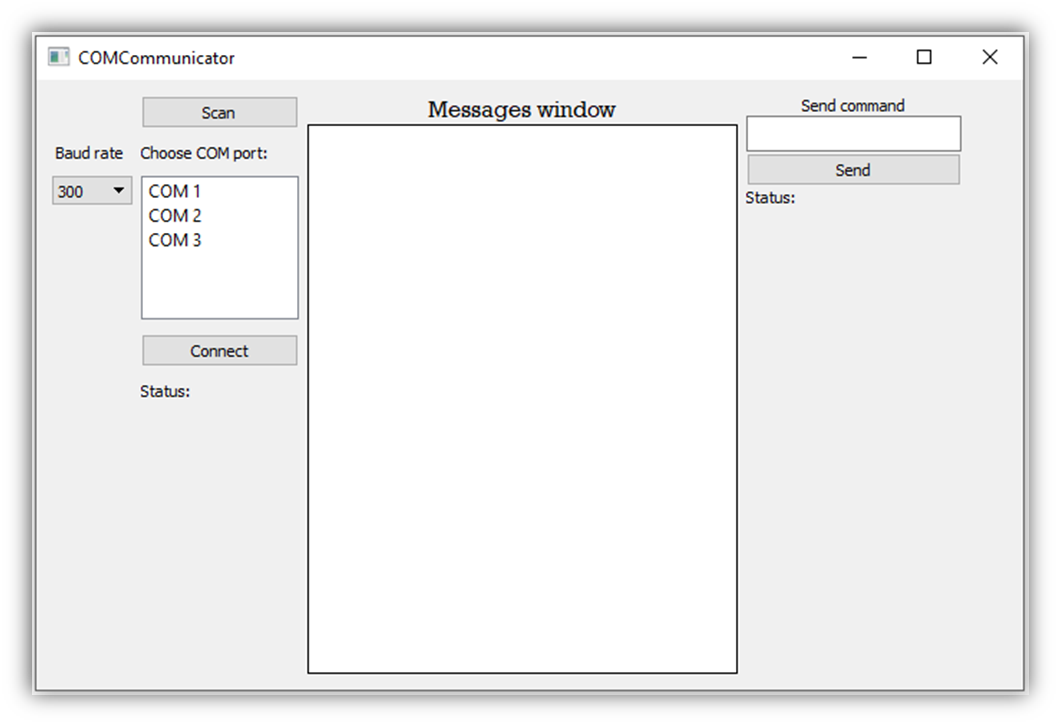 COMCommunicator
Scan
Baud rate
Choose COM port:
300
COM 1
COM 2
COM 3
Connect
Status:
Messages window
Send command
Send
Status: